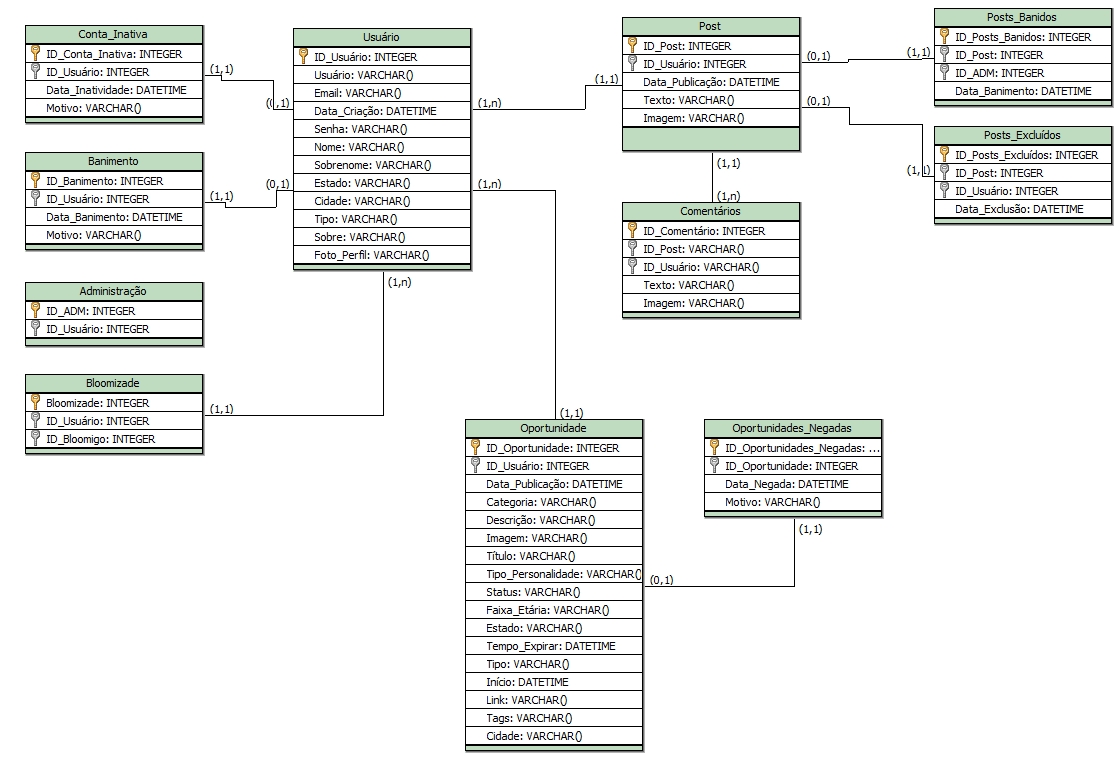 Conta_Inativa
ID_Conta_Inativa: INTEGER
ID_Usuário: INTEGER
Data_Inatividade: DATETIME
Motivo: VARCHAR()
(1,1)
(0,1)
Banimento
ID_Banimento: INTEGER
ID_Usuário: INTEGER
Data_Banimento: DATETIME
Motivo: VARCHAR()
(1,1)
(0,1)
Administração
ID_ADM: INTEGER
ID_Usuário: INTEGER
Bloomizade
Bloomizade: INTEGER
ID_Usuário: INTEGER
ID_Bloomigo: INTEGER
(1,1)
Usuário
ID_Usuário: INTEGER
Usuário: VARCHAR()
Email: VARCHAR()
Data_Criação: DATETIME
Senha: VARCHAR()
Nome: VARCHAR()
Sobrenome: VARCHAR()
Estado: VARCHAR()
Cidade: VARCHAR()
Tipo: VARCHAR()
Sobre: VARCHAR()
Foto_Perfil: VARCHAR()
(1,n)
(1,n)
(1,n)
(1,1)
Post
ID_Post: INTEGER
ID_Usuário: INTEGER
Data_Publicação: DATETIME
Texto: VARCHAR()
Imagem: VARCHAR()
(0,1)
(0,1)
(1,1)
(1,n)
Comentários
ID_Comentário: INTEGER
ID_Post: VARCHAR()
ID_Usuário: VARCHAR()
Texto: VARCHAR()
Imagem: VARCHAR()
(1,1)
Posts_Banidos
ID_Posts_Banidos: INTEGER
ID_Post: INTEGER
ID_ADM: INTEGER
Data_Banimento: DATETIME
(1,1)
Posts_Excluídos
ID_Posts_Excluídos: INTEGER
ID_Post: INTEGER
ID_Usuário: INTEGER
Data_Exclusão: DATETIME
(1,1)
Oportunidade
ID_Oportunidade: INTEGER
ID_Usuário: INTEGER
Data_Publicação: DATETIME
Categoria: VARCHAR()
Descrição: VARCHAR()
Imagem: VARCHAR()
Título: VARCHAR()
Tipo_Personalidade: VARCHAR()
Status: VARCHAR()
Faixa_Etária: VARCHAR()
Estado: VARCHAR()
Tempo_Expirar: DATETIME
Tipo: VARCHAR()
Início: DATETIME
Link: VARCHAR()
Tags: VARCHAR()
Cidade: VARCHAR()
(0,1)
Oportunidades_Negadas
ID_Oportunidades_Negadas: ...
ID_Oportunidade: INTEGER
Data_Negada: DATETIME
Motivo: VARCHAR()
(1,1)